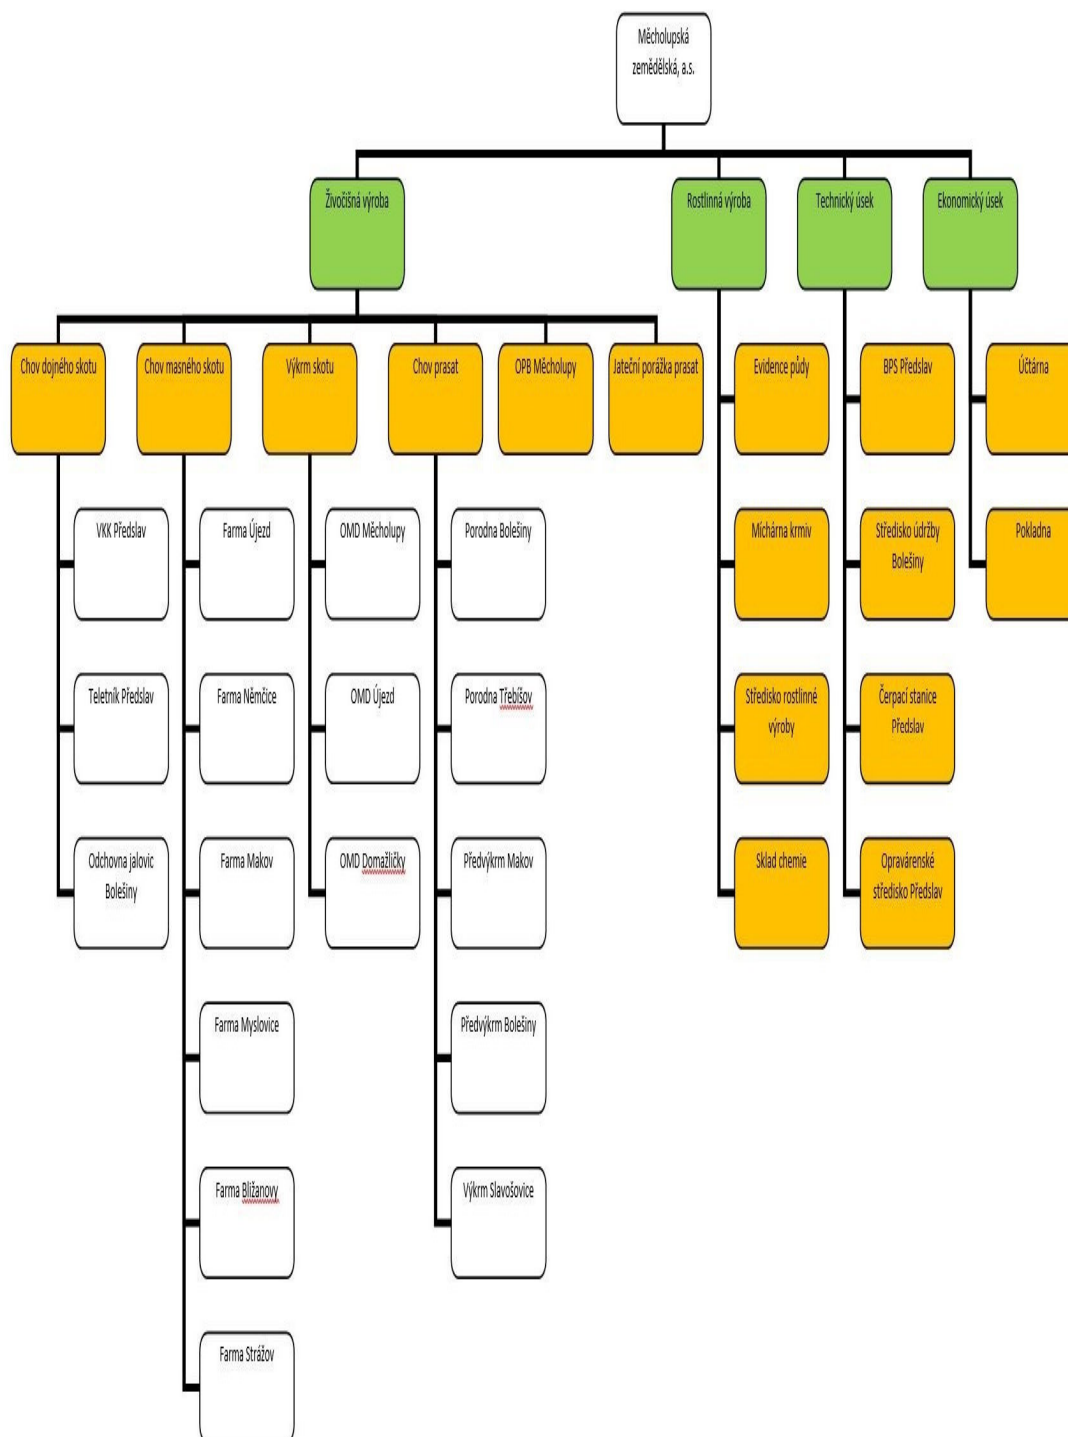 Měcholupská
zemědělská, a.s.
Živočišná výroba
Rostlinná výroba
Technický úsek
Ekonomický úsek
Chov dojného skotu
Chov masného skotu
Výkrm skotu
Chov prasat
OPB Měcholupy
Jateční porážka prasat
Evidence půdy
BPS Předslav
Účtárna
VKK Předslav
Farma Újezd
OMD Měcholupy
Porodna Bolešiny
Míchárna krmiv
Středisko údržby
Bolešiny
Pokladna
Teletník Předslav
Farma Němčice
OMD Újezd
Porodna Třebíšov
Středisko rostlinné
výroby
Čerpací stanice
Předslav
Odchovna jalovic
Bolešiny
Farma Makov
OMD Domažličky
Předvýkrm Makov
Sklad chemie
Opravárenské
středisko Předslav
Farma Myslovice
Předvýkrm Bolešiny
Farma Bližanovy
Výkrm Slavošovice
Farma Strážov